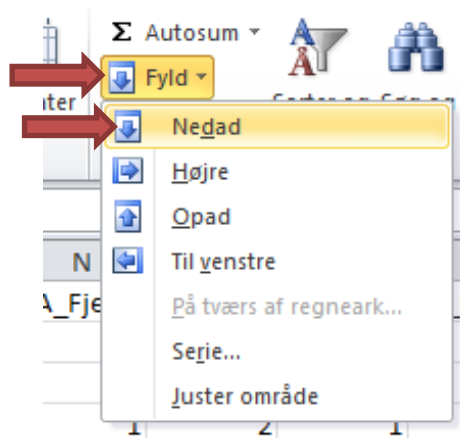 Σ Autosum
Fyld
Nedad
Højre
Opad
Til venstre
På tværs af regneark...
Serie...
Juster område
N
A_Fje
1 2 1